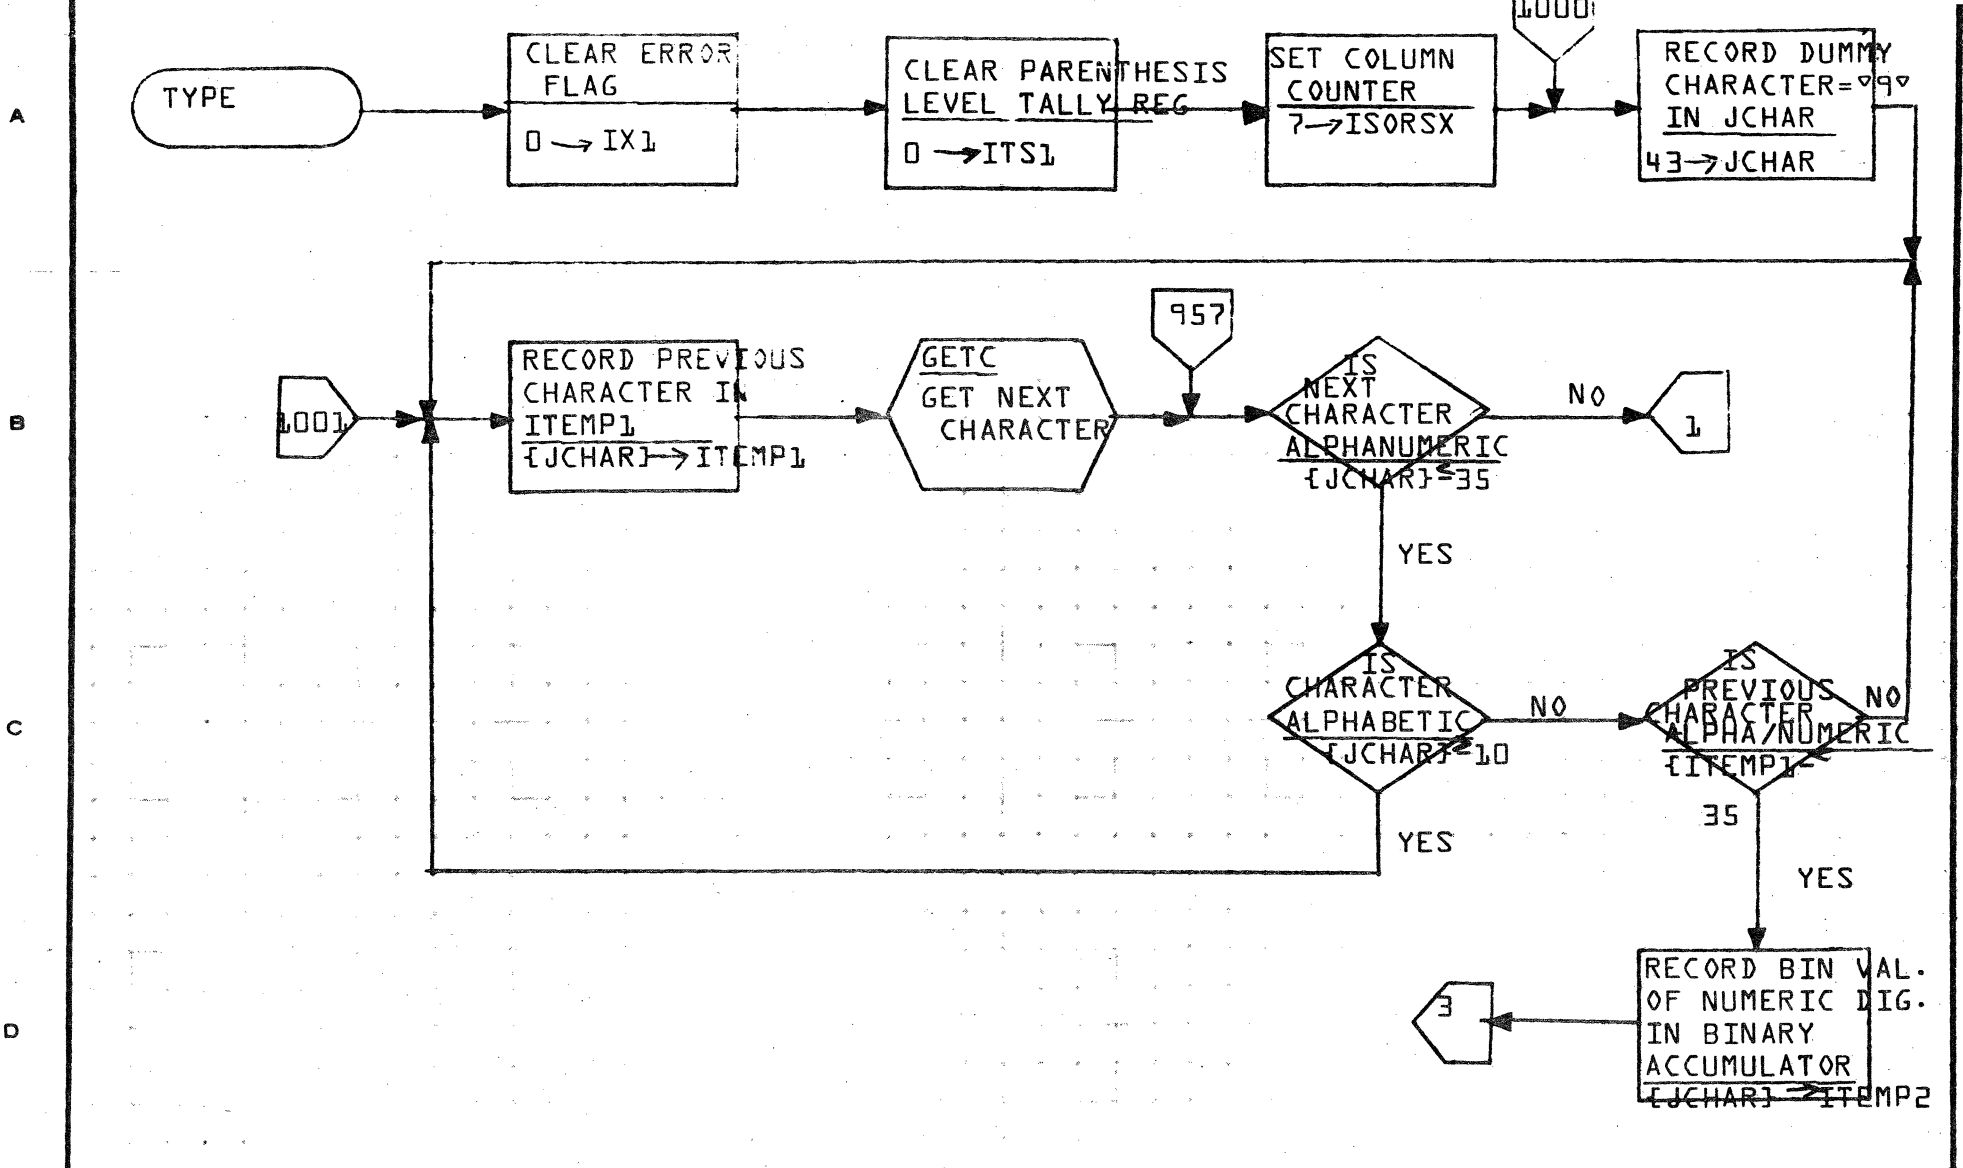 1000
A
TYPE
CLEAR ERROR
FLAG
0 → IX1
CLEAR PARENTHESIS
LEVEL TALLY REG
0 → ITS1
SET COLUMN
COUNTER
7→ISORSX
RECORD DUMMY
CHARACTER=∇9∇
IN JCHAR
43→JCHAR
B
1001
RECORD PREVIOUS
CHARACTER IN
ITEMP1
{JCHAR}→ITEMP1
GETC
GET NEXT
CHARACTER
957
IS
NEXT
CHARACTER
ALPHANUMERIC
{JCHAR}≤35
NO
1
YES
C
IS
CHARACTER
ALPHABETIC
{JCHAR}≥10
NO
YES
IS
PREVIOUS
CHARACTER
ALPHA/NUMERIC
{ITEMP1≤
35
NO
YES
D
3
RECORD BIN VAL.
OF NUMERIC DIG.
IN BINARY
ACCUMULATOR
{JCHAR} →ITEMP2